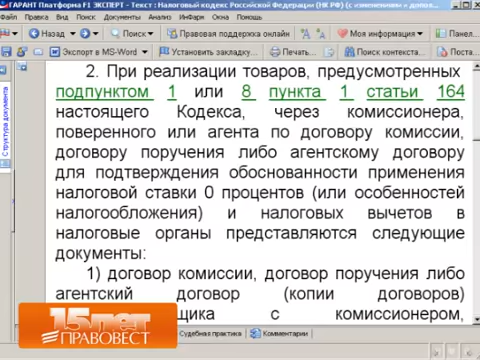 ГАРАНТ Платформа F1 ЭКСПЕРТ - Текст : Налоговый кодекс Российской Федерации (НК РФ) (с изменениями и допол
Файл Правка Вид Документы Анализ ИнФарм Окна Помощь
Поиск Правовая поддержка онлайн Моя информация
Назад Экспорт в MS-Word Установить закладку... Печать Поиск контекста... Постав
Структура документа
2. При реализации товаров, предусмотренных
подпунктом 1 или 8 пункта 1 статьи 164
настоящего Кодекса, через комиссионера,
поверенного или агента по договору комиссии,
договору поручения либо агентскому договору
для подтверждения обоснованности применения
налоговой ставки 0 процентов (или особенностей
налогообложения) и налоговых вычетов в
налоговые органы представляются следующие
документы:
1) договор комиссии, договор поручения либо
агентский договор (копии договоров)
щика с комиссионером,
15 лет
ПРАВОВЕСТ
Судебная практика Комментарии